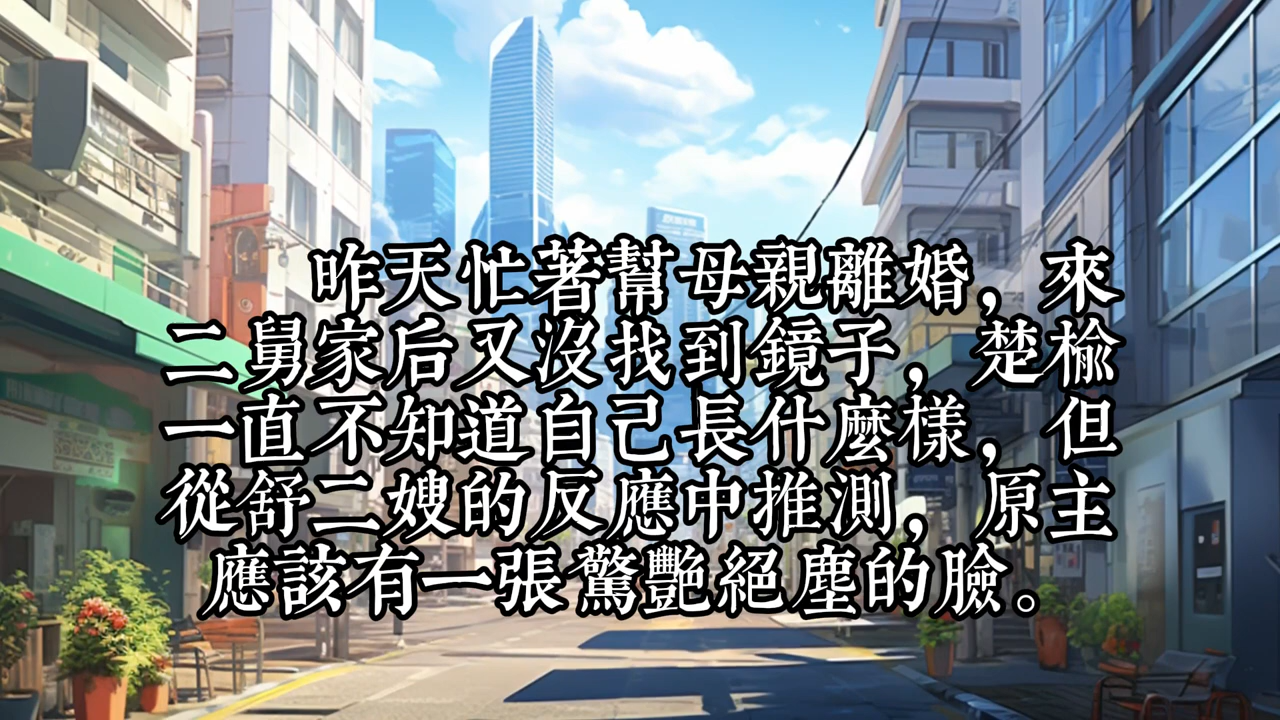 昨天忙著幫母親離婚，來
二舅家后又沒找到鏡子，楚榆
一直不知道自己長什麼樣，但
從舒二嫂的反應中推測，原主
應該有一張驚艷絕塵的臉。